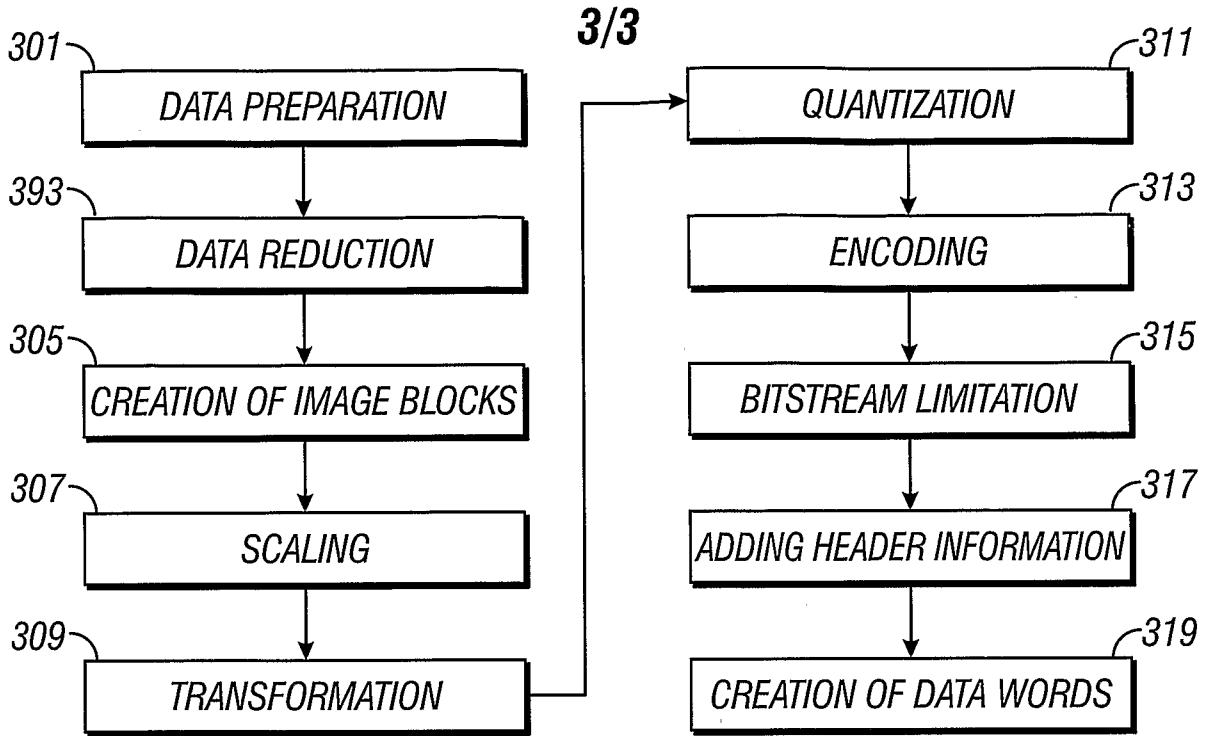 3/3
301
DATA PREPARATION
393
DATA REDUCTION
305
CREATION OF IMAGE BLOCKS
307
SCALING
309
TRANSFORMATION
311
QUANTIZATION
313
ENCODING
315
BITSTREAM LIMITATION
317
ADDING HEADER INFORMATION
319
CREATION OF DATA WORDS